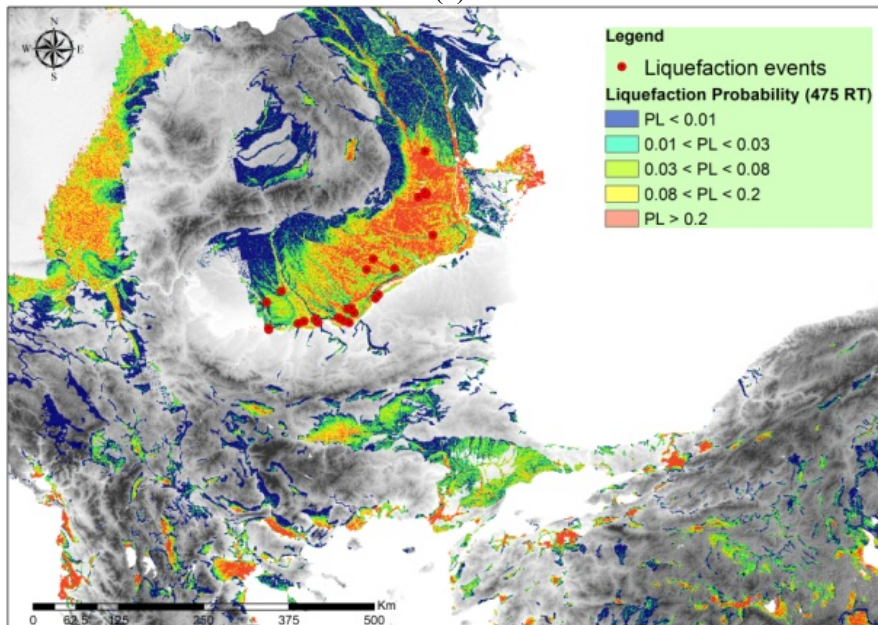 N
W E
S
Legend
Liquefaction events
Liquefaction Probability (475 RT)
PL < 0.01
0.01 < PL < 0.03
0.03 < PL < 0.08
0.08 < PL < 0.2
PL > 0.2
Km
0 62.5 125 250 375 500